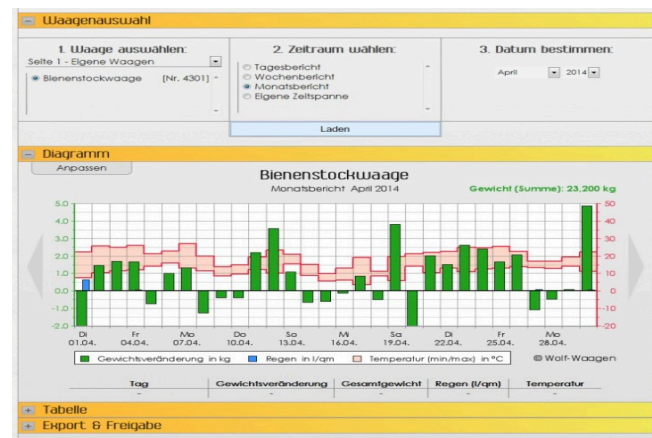 Waagenauswahl
1. Waage auswählen:
Seite 1 - Eigene Waagen
Bienenstockwaage [Nr. 4301]
2. Zeitraum wählen:
Tagesbericht
Wochenbericht
Monatsbericht
Eigene Zeitspanne
3. Datum bestimmen:
April 2014
Laden
Diagramm
Anpassen
Bienenstockwaage
Monatsbericht April 2014 Gewicht (Summe): 23,200 kg
5.0 50
4.0 40
3.0 30
2.0 20
1.0 10
0.0 0
-1.0 -10
-2.0 -20
Di Fr Mo Do So Mi Sa Di Fr Mo
01.04. 04.04. 07.04. 10.04. 13.04. 16.04. 19.04. 22.04. 25.04. 28.04.
Gewichtsveränderung in kg Regen in l/qm Temperatur (min/max) in °C © Wolf-Waagen
Tag Gewichtsveränderung Gesamtgewicht Regen (l/qm) Temperatur
- - - - -
Tabelle
Export & Freigabe